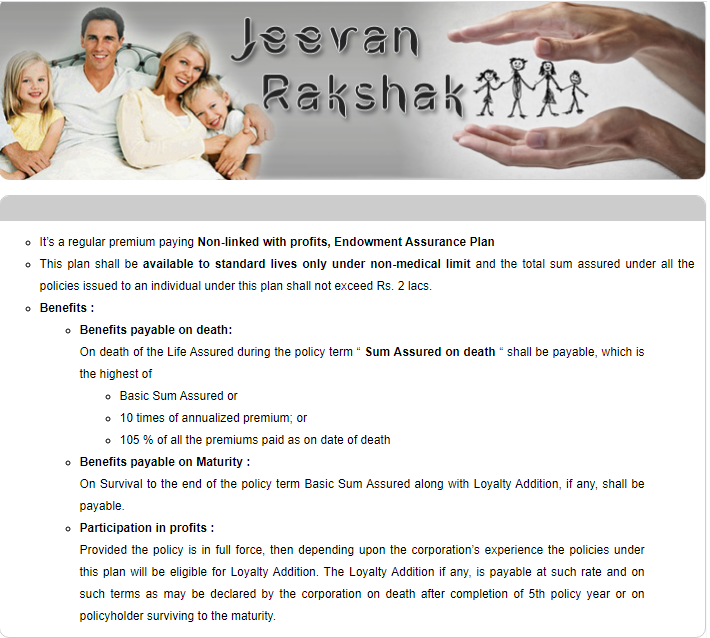 Jeevan
Rakshak
It's a regular premium paying Non-linked with profits, Endowment Assurance Plan
This plan shall be available to standard lives only under non-medical limit and the total sum assured under all the
policies issued to an individual under this plan shall not exceed Rs. 2 lacs.
Benefits :
Benefits payable on death:
On death of the Life Assured during the policy term “ Sum Assured on death “ shall be payable, which is
the highest of
Basic Sum Assured or
10 times of annualized premium; or
105 % of all the premiums paid as on date of death
Benefits payable on Maturity :
On Survival to the end of the policy term Basic Sum Assured along with Loyalty Addition, if any, shall be
payable.
Participation in profits :
Provided the policy is in full force, then depending upon the corporation’s experience the policies under
this plan will be eligible for Loyalty Addition. The Loyalty Addition if any, is payable at such rate and on
such terms as may be declared by the corporation on death after completion of 5th policy year or on
policyholder surviving to the maturity.